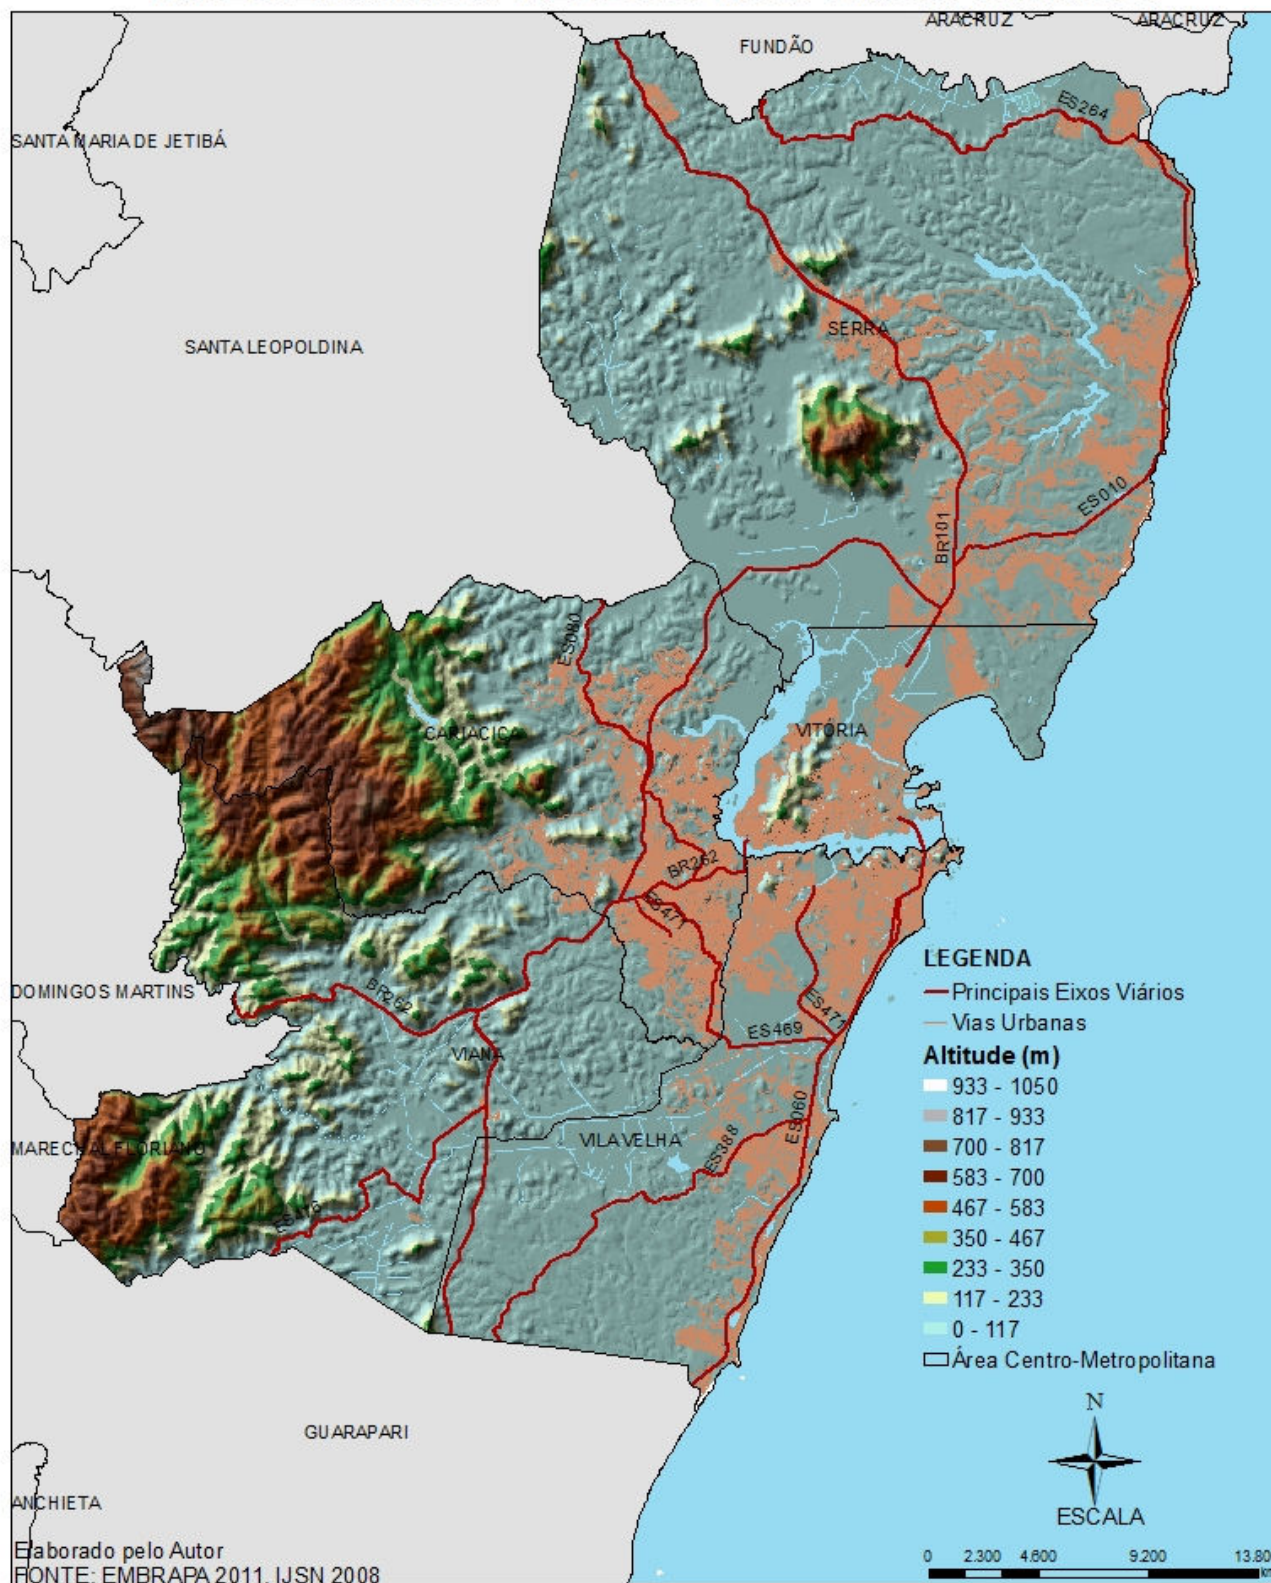 ARACRUZ
ARACRUZ
FUNDÃO
ES264
SANTA MARIA DE JETIBÁ
SANTA LEOPOLDINA
SERRA
ES010
BR101
ES080
CARIACICA
VITÓRIA
BR262
ES471
DOMINGOS MARTINS
BR262
ES471
ES469
VIANA
ES060
MARECHAL FLORIANO
VILA VELHA
ES388
GUARAPARI
ANCHIETA
LEGENDA
Principais Eixos Viários
Vias Urbanas
Altitude (m)
933 - 1050
817 - 933
700 - 817
583 - 700
467 - 583
350 - 467
233 - 350
117 - 233
0 - 117
Área Centro-Metropolitana
N
ESCALA
0 2.300 4.600 9.200 13.80
Elaborado pelo Autor
FONTE: EMBRAPA 2011, IJSN 2008